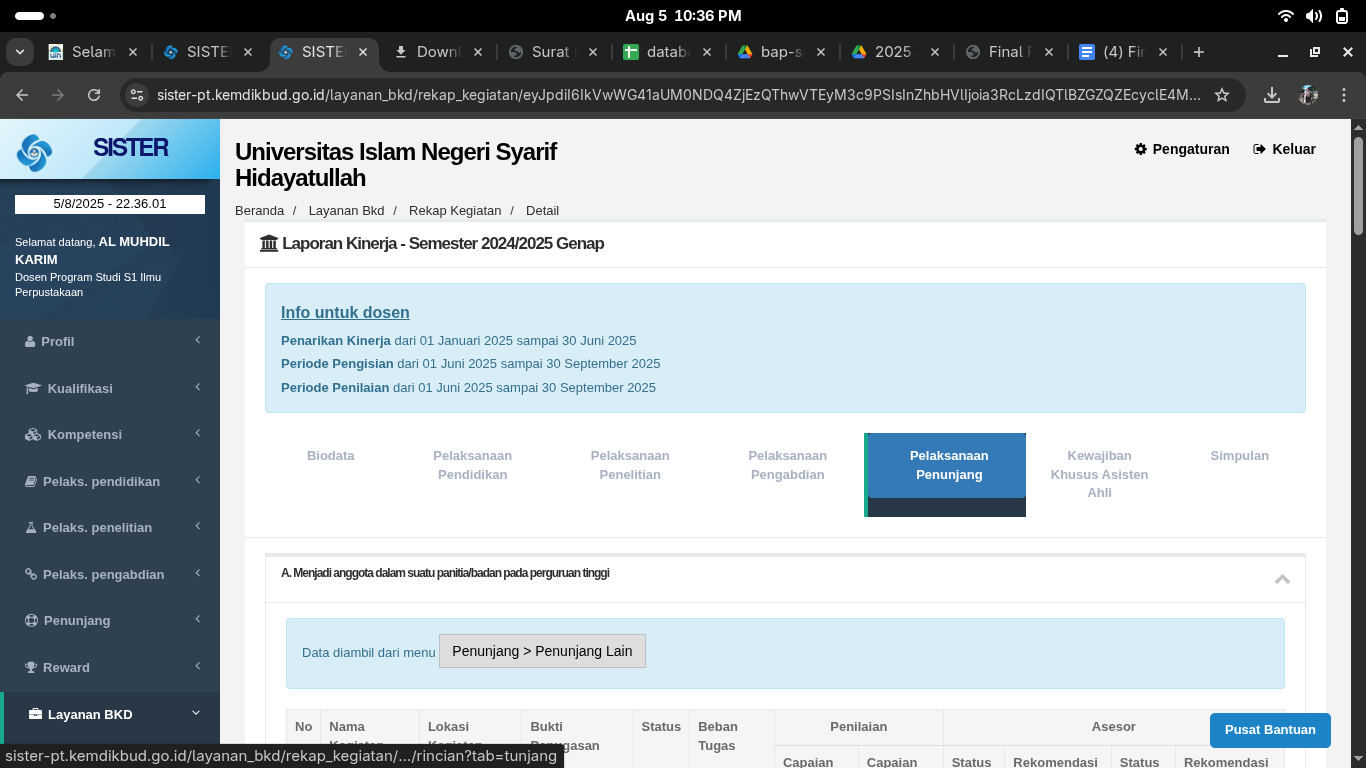 Aug 5 10:36 PM
Selam
SISTE
SISTE
Downl
Surat
datab
bap-s
2025
Final
(4) Fir
sister-pt.kemdikbud.go.id/layanan_bkd/rekap_kegiatan/
SISTER
5/8/2025 - 22.36.01
Selamat datang, AL MUHDIL
KARIM
Dosen Program Studi S1 Ilmu
Perpustakaan
Profil
Kualifikasi
Kompetensi
Pelaks. pendidikan
Pelaks. penelitian
Pelaks. pengabdian
Penunjang
Reward
Layanan BKD
Universitas Islam Negeri Syarif
Hidayatullah
Pengaturan
Keluar
Beranda / Layanan Bkd / Rekap Kegiatan / Detail
Laporan Kinerja - Semester 2024/2025 Genap
Info untuk dosen
Penarikan Kinerja dari 01 Januari 2025 sampai 30 Juni 2025
Periode Pengisian dari 01 Juni 2025 sampai 30 September 2025
Periode Penilaian dari 01 Juni 2025 sampai 30 September 2025
Biodata
Pelaksanaan
Pendidikan
Pelaksanaan
Penelitian
Pelaksanaan
Pengabdian
Pelaksanaan
Penunjang
Kewajiban
Khusus Asisten
Ahli
Simpulan
A. Menjadi anggota dalam suatu panitia/badan pada perguruan tinggi
Data diambil dari menu Penunjang > Penunjang Lain
No
Nama
Kegiatan
Lokasi
Kegiatan
Bukti
Penugasan
Status
Beban
Tugas
Penilaian
Asesor
Capaian
Capaian
Status
Rekomendasi
Status
Rekomendasi
Pusat Bantuan
sister-pt.kemdikbud.go.id/layanan_bkd/rekap_kegiatan/.../rincian?tab=tunjang